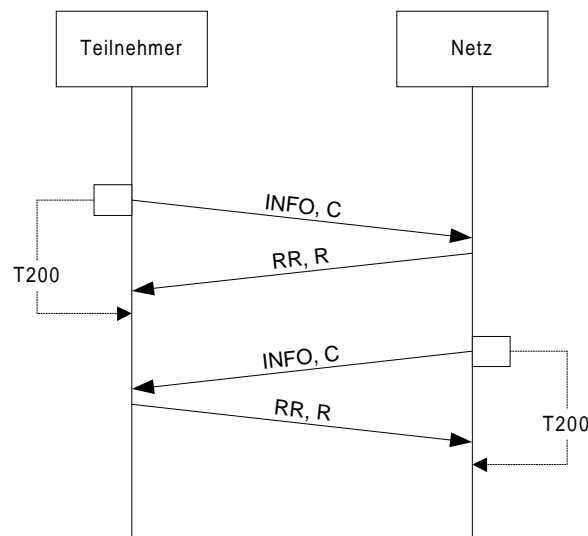 Teilnehmer
Netz
INFO, C
RR, R
T200
INFO, C
RR, R
T200